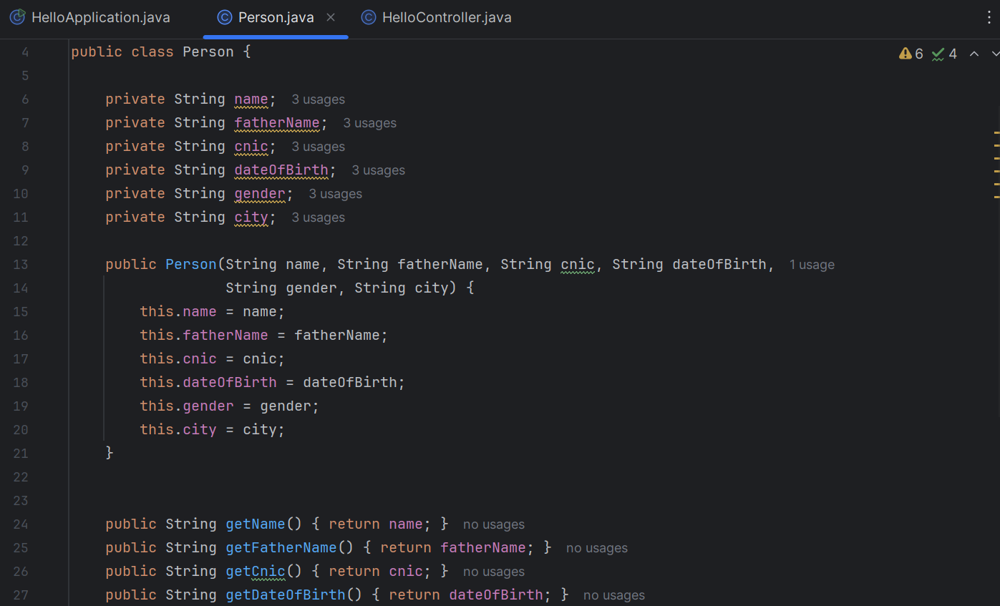 HelloApplication.java Person.java HelloController.java
4 public class Person { 6 4
5
6 private String name; 3 usages
7 private String fatherName; 3 usages
8 private String cnic; 3 usages
9 private String dateOfBirth; 3 usages
10 private String gender; 3 usages
11 private String city; 3 usages
12
13 public Person(String name, String fatherName, String cnic, String dateOfBirth, 1 usage
14 String gender, String city) {
15 this.name = name;
16 this.fatherName = fatherName;
17 this.cnic = cnic;
18 this.dateOfBirth = dateOfBirth;
19 this.gender = gender;
20 this.city = city;
21 }
22
23
24 public String getName() { return name; } no usages
25 public String getFatherName() { return fatherName; } no usages
26 public String getCnic() { return cnic; } no usages
27 public String getDateOfBirth() { return dateOfBirth; } no usages